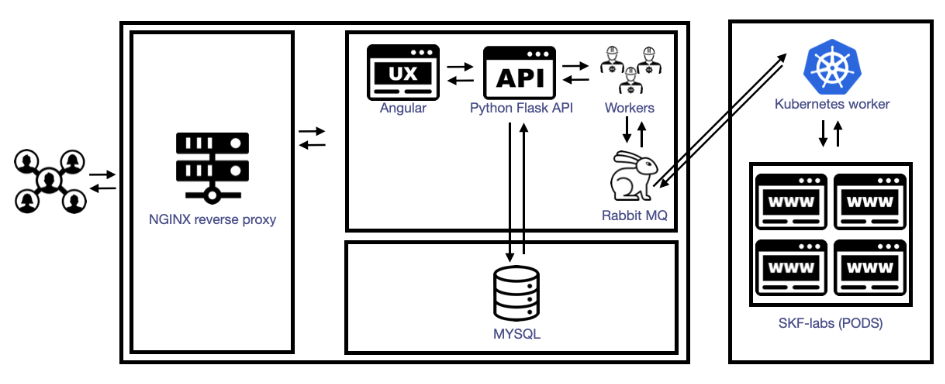 UX
API
Angular
Python Flask API
Workers
Kubernetes worker
NGINX reverse proxy
Rabbit MQ
www
www
www
www
SKF-labs (PODS)
MYSQL